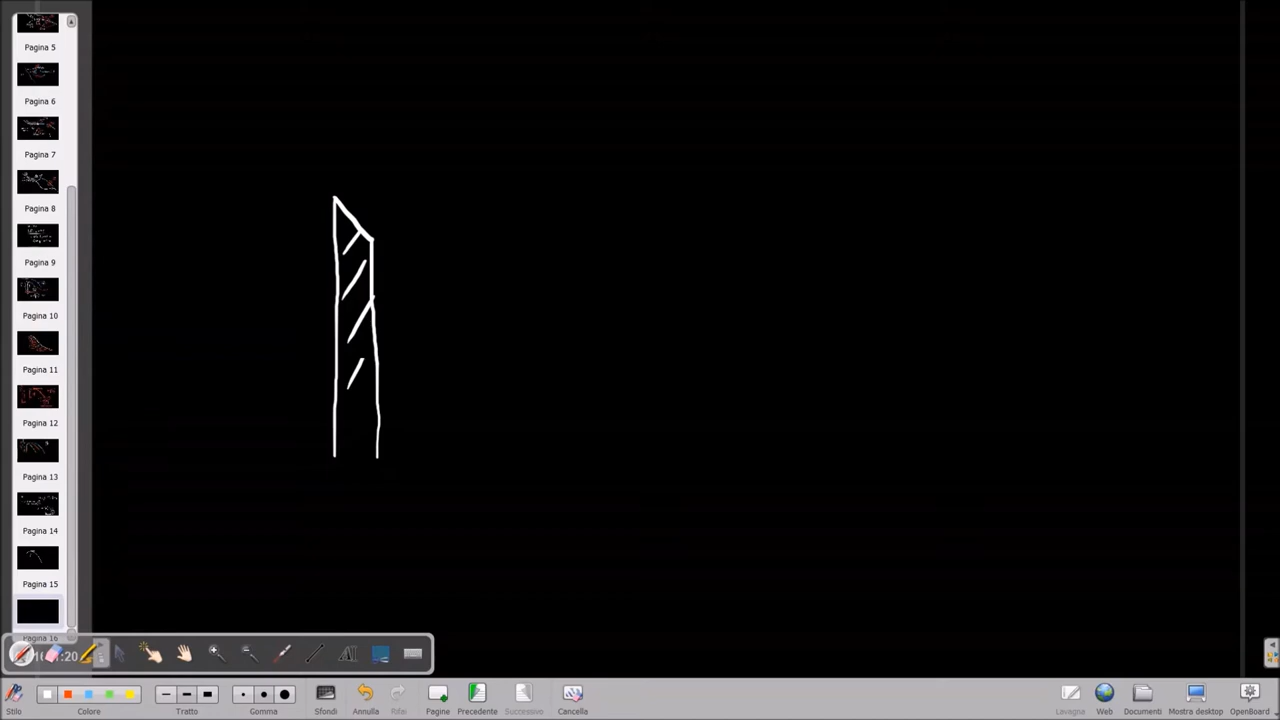 Pagina 5
Pagina 6
Pagina 7
Pagina 8
Pagina 9
Pagina 10
Pagina 11
Pagina 12
Pagina 13
Pagina 14
Pagina 15
Pagina 16
Stilo
Colore
Tratto
Gomma
Sfondi
Annulla
Rifai
Pagine
Precedente
Successivo
Cancella
Lavagna
Web
Documenti
Mostra desktop
OpenBoard